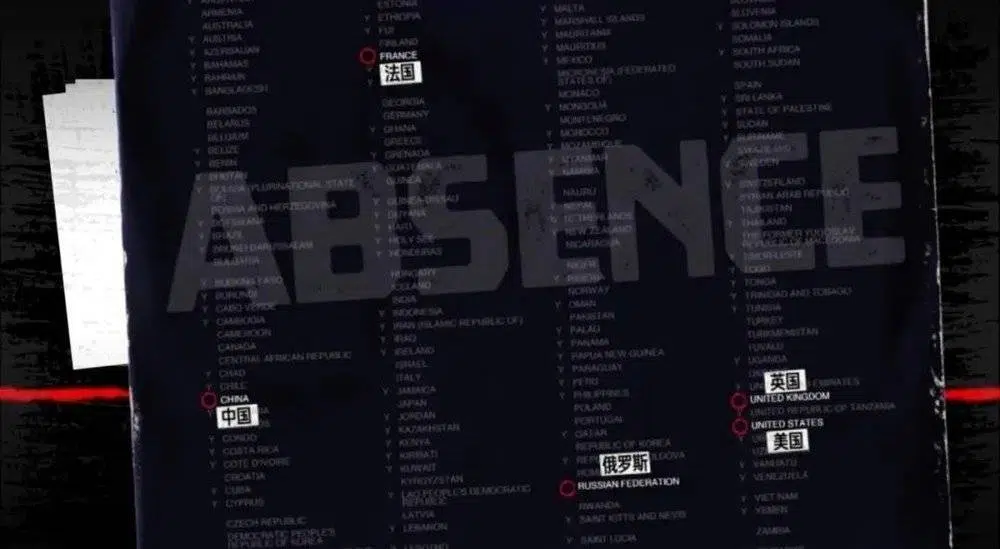 ARMENIA
AUSTRALIA
Y AUSTRIA
Y AZERBAIJAN
Y BAHAMAS
Y BAHRAIN
Y BANGLADESH
BARBADOS
BELARUS
BELGIUM
Y BELIZE
Y BENIN
Y BHUTAN
Y BOLIVIA (PLURINATIONAL STATE
OF)
BOSNIA AND HERZEGOVINA
Y BOTSWANA
Y BRAZIL
Y BRUNEI DARUSSALAM
BULGARIA
Y BURKINA FASO
Y BURUNDI
Y CABO VERDE
Y CAMBODIA
CAMEROON
CANADA
CENTRAL AFRICAN REPUBLIC
Y CHAD
Y CHILE
CHINA
中国
Y CONGO
Y COSTA RICA
Y COTE D'IVOIRE
CROATIA
Y CUBA
Y CYPRUS
CZECH REPUBLIC
DEMOCRATIC PEOPLE'S
REPUBLIC OF KOREA
ESTONIA
Y ETHIOPIA
Y FIJI
FINLAND
FRANCE
法国
GEORGIA
GERMANY
Y GHANA
GREECE
Y GRENADA
Y GUATEMALA
Y GUINEA
Y GUINEA-BISSAU
Y GUYANA
Y HAITI
Y HOLY SEE
Y HONDURAS
HUNGARY
ICELAND
INDIA
Y INDONESIA
Y IRAN (ISLAMIC REPUBLIC OF)
Y IRAQ
Y IRELAND
ISRAEL
ITALY
Y JAMAICA
JAPAN
Y JORDAN
Y KAZAKHSTAN
Y KENYA
Y KIRIBATI
Y KUWAIT
KYRGYZSTAN
Y LAO PEOPLE'S DEMOCRATIC
REPUBLIC
LATVIA
Y LEBANON
Y LESOTHO
Y MALTA
Y MARSHALL ISLANDS
Y MAURITANIA
Y MAURITIUS
Y MEXICO
MICRONESIA (FEDERATED
STATES OF)
MONACO
Y MONGOLIA
MONTENEGRO
Y MOROCCO
Y MOZAMBIQUE
Y MYANMAR
Y NAMIBIA
NAURU
Y NEPAL
N NETHERLANDS
Y NEW ZEALAND
NICARAGUA
NIGER
Y NIGERIA
NORWAY
Y OMAN
PAKISTAN
Y PALAU
Y PANAMA
Y PAPUA NEW GUINEA
Y PARAGUAY
Y PERU
Y PHILIPPINES
POLAND
PORTUGAL
Y QATAR
REPUBLIC OF KOREA
俄罗斯
RUSSIAN FEDERATION
RWANDA
Y SAINT KITTS AND NEVIS
Y SAINT LUCIA
SLOVENIA
Y SOLOMON ISLANDS
SOMALIA
Y SOUTH AFRICA
SOUTH SUDAN
SPAIN
Y SRI LANKA
Y STATE OF PALESTINE
Y SUDAN
Y SURINAME
Y SWAZILAND
Y SWEDEN
Y SWITZERLAND
SYRIAN ARAB REPUBLIC
TAJIKISTAN
Y THAILAND
THE FORMER YUGOSLAV
REPUBLIC OF MACEDONIA
Y TIMOR-LESTE
Y TOGO
Y TONGA
Y TRINIDAD AND TOBAGO
Y TUNISIA
TURKEY
TURKMENISTAN
TUVALU
Y UGANDA
英国
UNITED KINGDOM
UNITED REPUBLIC OF TANZANIA
UNITED STATES
美国
Y VANUATU
Y VENEZUELA
Y VIET NAM
Y YEMEN
ZAMBIA
ABSENCE